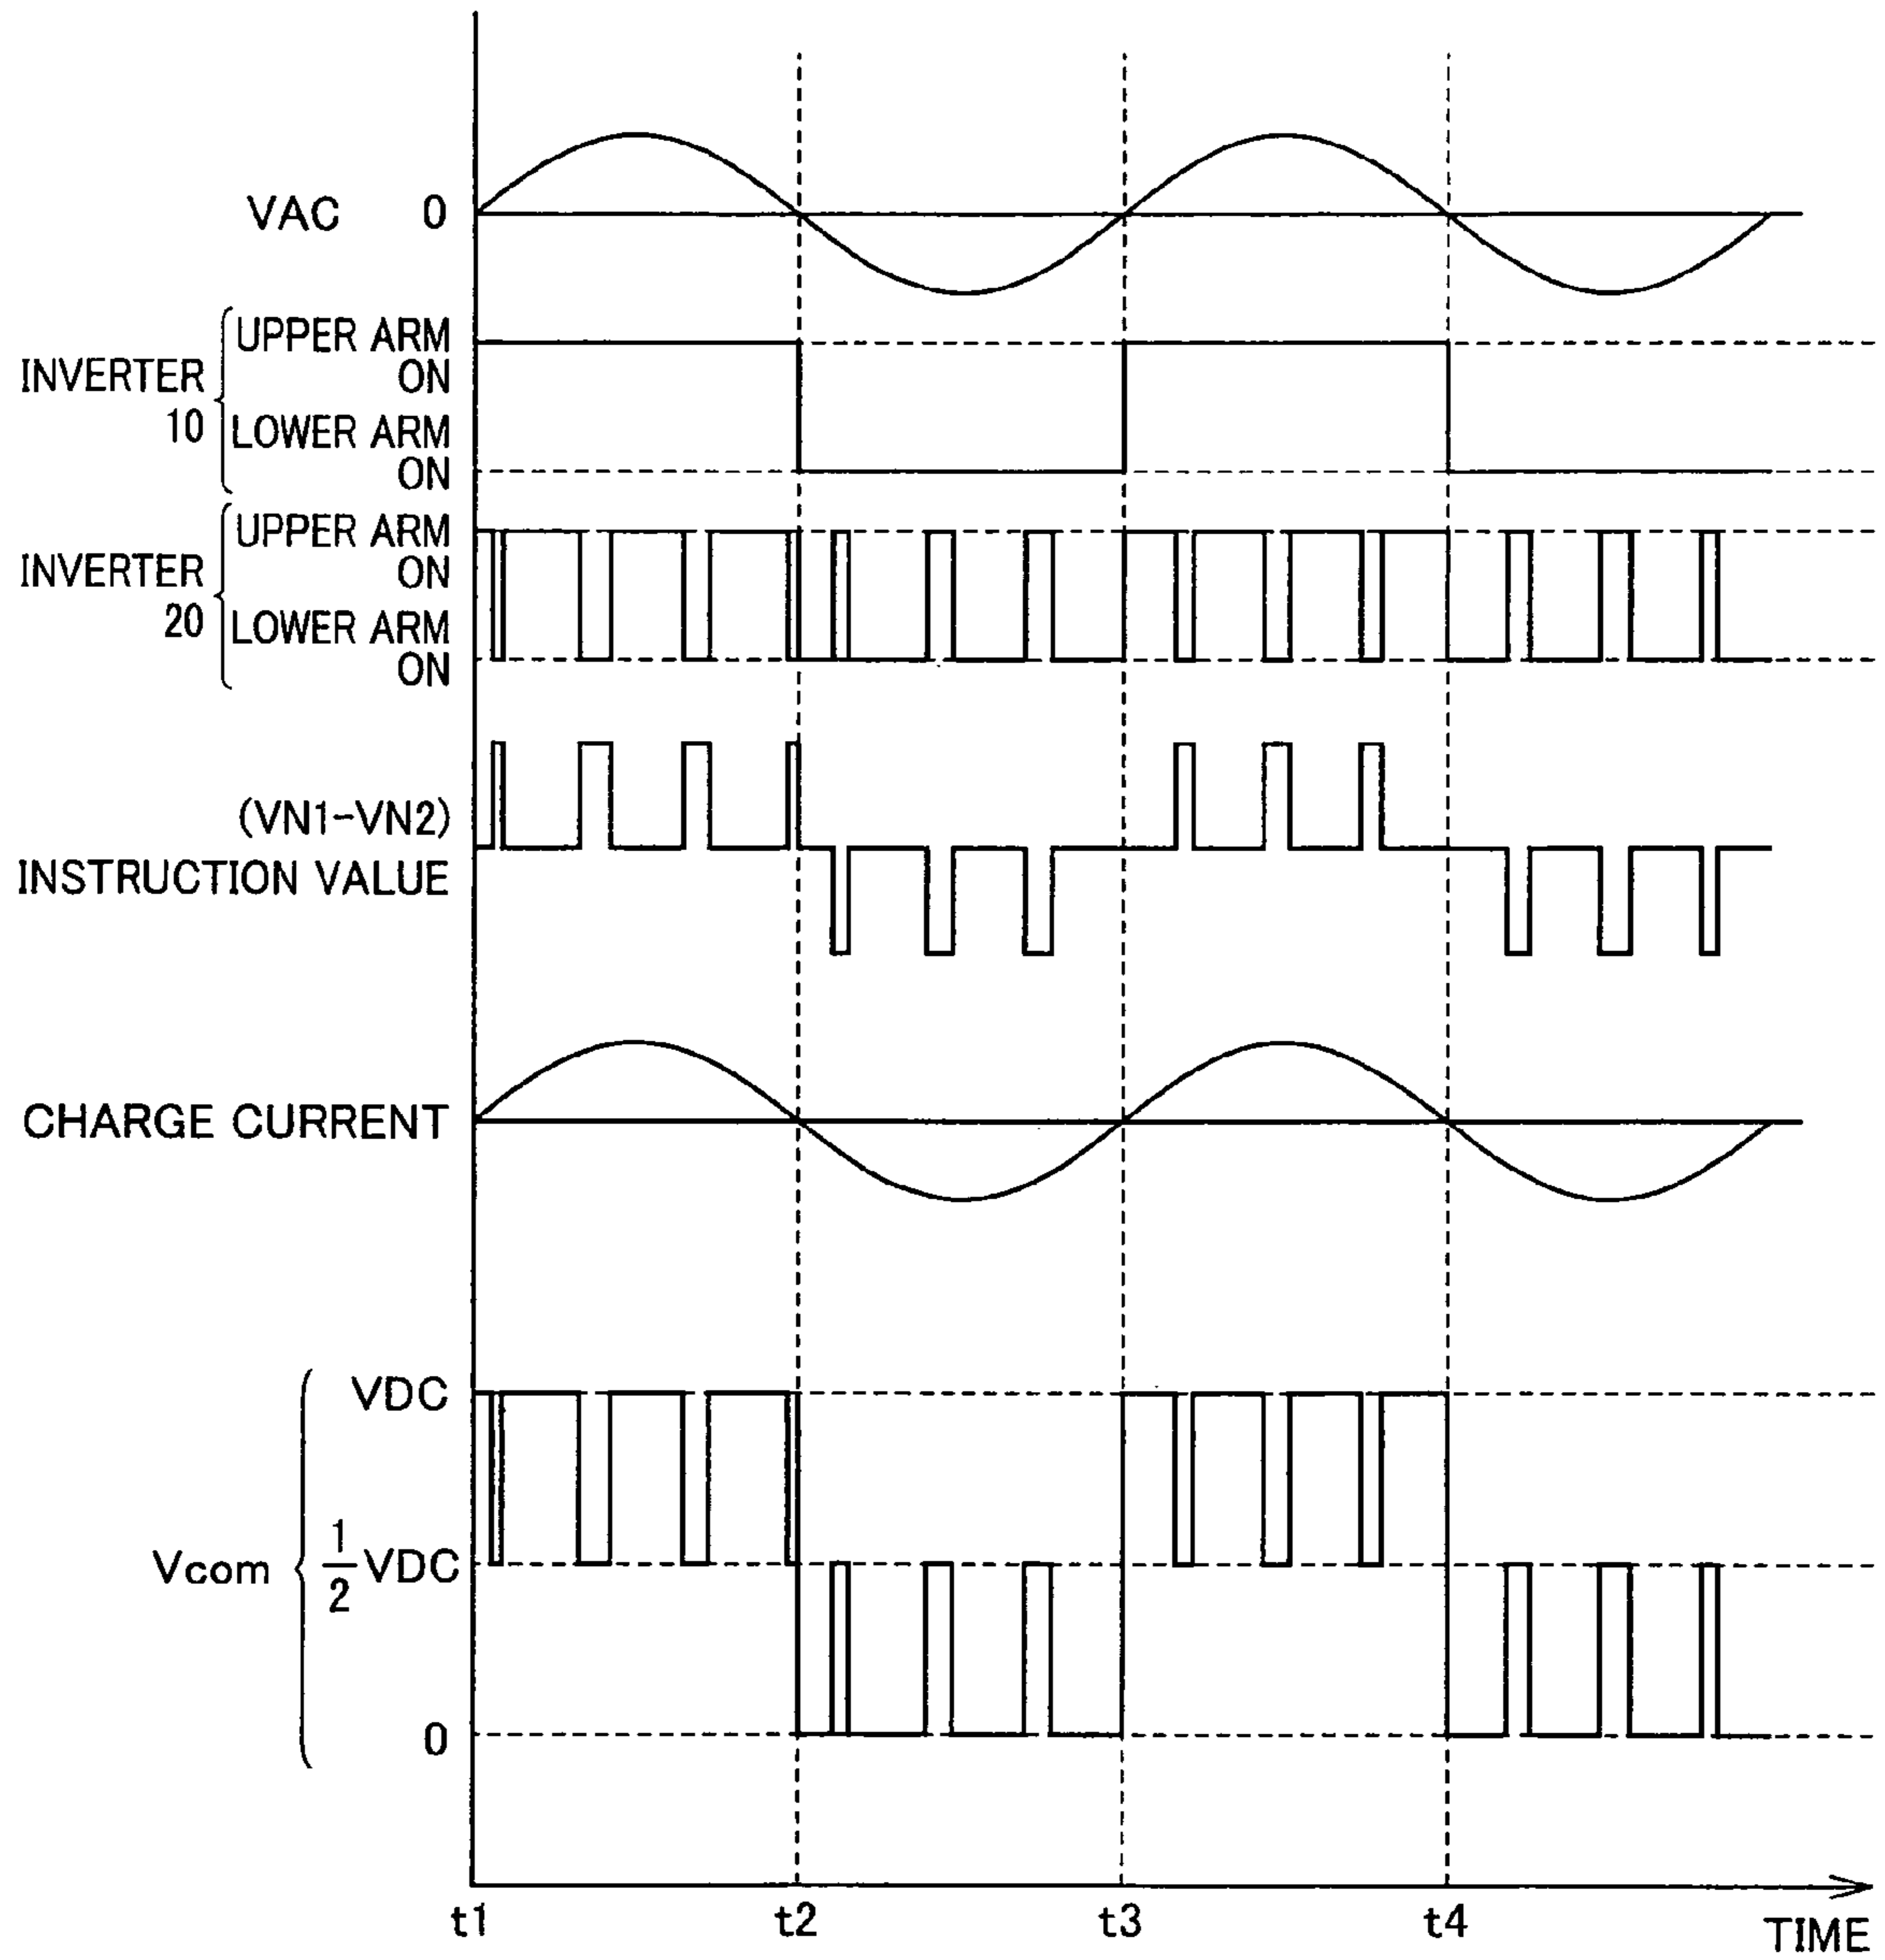 VAC 0
INVERTER 10
UPPER ARM ON
LOWER ARM ON
INVERTER 20
UPPER ARM ON
LOWER ARM ON
(VN1-VN2)
INSTRUCTION VALUE
CHARGE CURRENT
Vcom
VDC
1/2 VDC
0
t1 t2 t3 t4 TIME